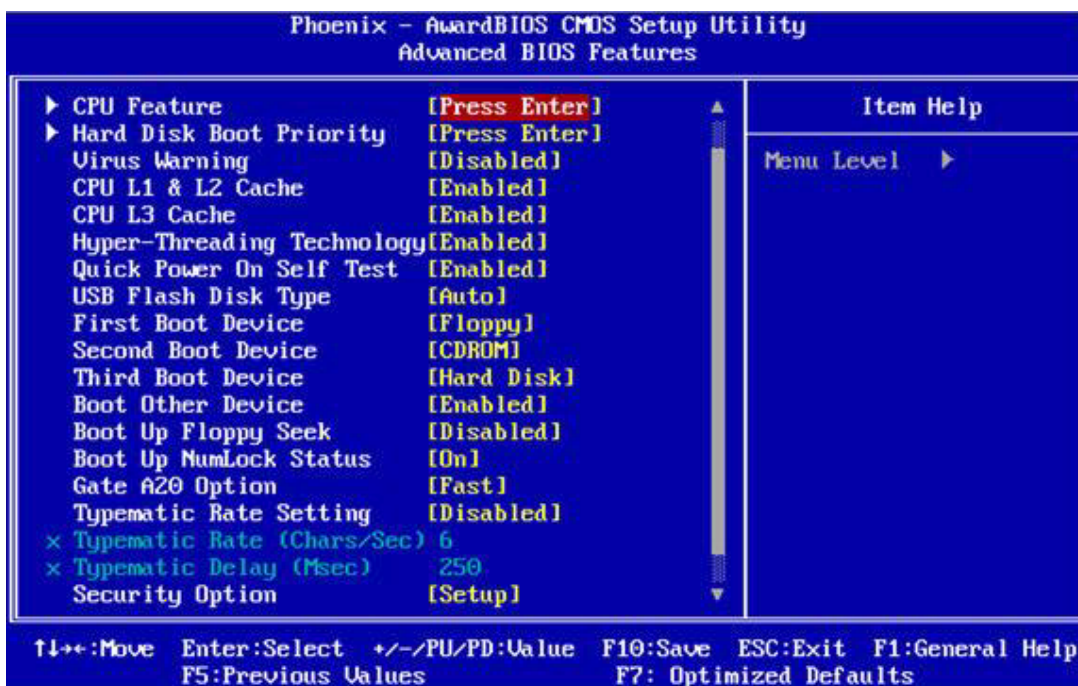 Phoenix - AwardBIOS CMOS Setup Utility
Advanced BIOS Features
CPU Feature [Press Enter]
Hard Disk Boot Priority [Press Enter]
Virus Warning [Disabled]
CPU L1 & L2 Cache [Enabled]
CPU L3 Cache [Enabled]
Hyper-Threading Technology[Enabled]
Quick Power On Self Test [Enabled]
USB Flash Disk Type [Auto]
First Boot Device [Floppy]
Second Boot Device [CDROM]
Third Boot Device [Hard Disk]
Boot Other Device [Enabled]
Boot Up Floppy Seek [Disabled]
Boot Up NumLock Status [On]
Gate A20 Option [Fast]
Typematic Rate Setting [Disabled]
x Typematic Rate (Chars/Sec) 6
x Typematic Delay (Msec) 250
Security Option [Setup]
Item Help
Menu Level
↑↓→←:Move Enter:Select +/-/PU/PD:Value F10:Save ESC:Exit F1:General Help
F5:Previous Values F7: Optimized Defaults